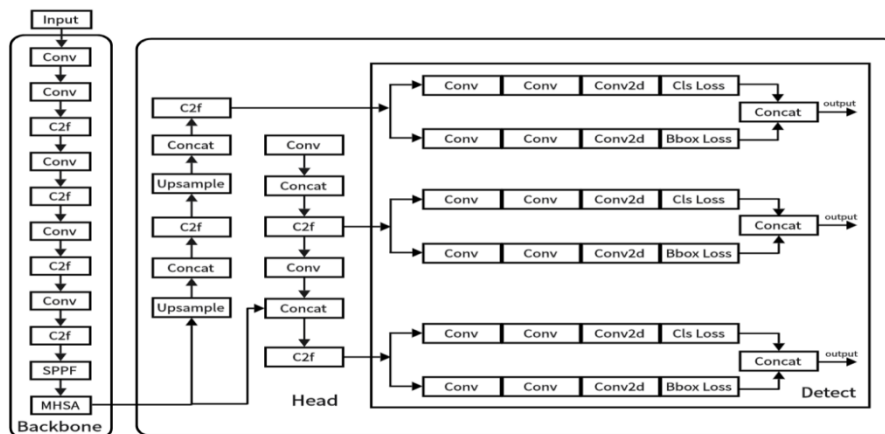 Input
Conv
Conv
C2f
Conv
C2f
Conv
C2f
Conv
C2f
SPPF
MHSA
Backbone
C2f
Concat
Upsample
C2f
Concat
Upsample
Conv
Concat
C2f
Conv
Concat
C2f
Head
Conv Conv Conv2d Cls Loss
Conv Conv Conv2d Bbox Loss
Concat
output
Conv Conv Conv2d Cls Loss
Conv Conv Conv2d Bbox Loss
Concat
output
Conv Conv Conv2d Cls Loss
Conv Conv Conv2d Bbox Loss
Concat
output
Detect